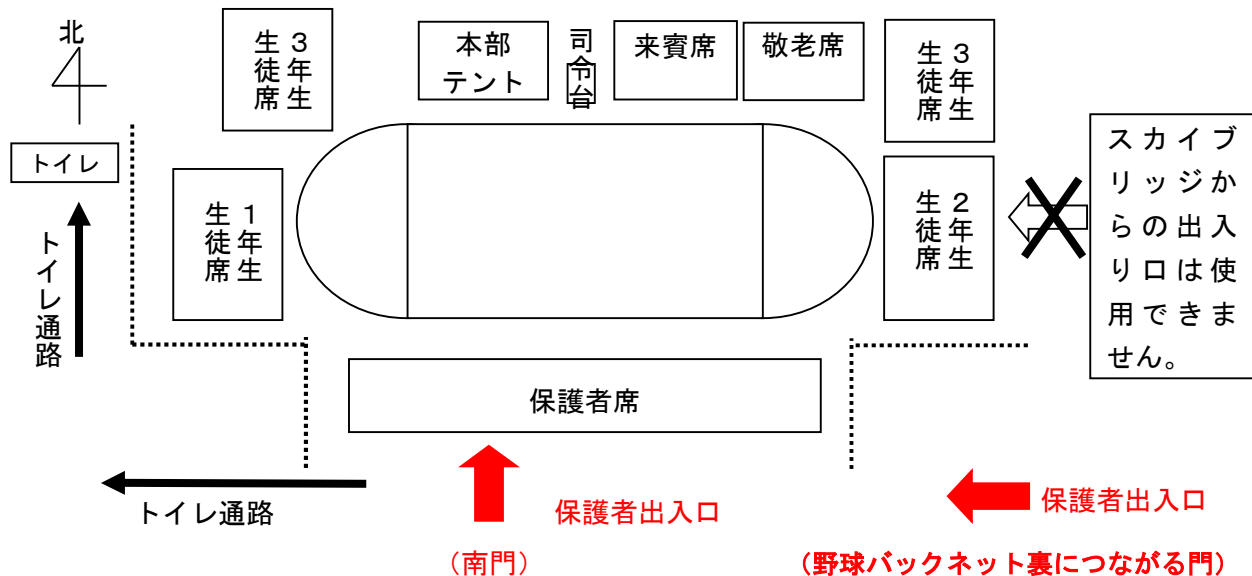 北
３年生
生徒席
本部
テント
司令台
来賓席
敬老席
３年生
生徒席
トイレ
スカイブ
リッジか
らの出入
り口は使
用できま
せん。
１年生
生徒席
２年生
生徒席
トイレ通路
保護者席
トイレ通路
保護者出入口
（南門）
保護者出入口
（野球バックネット裏につながる門）